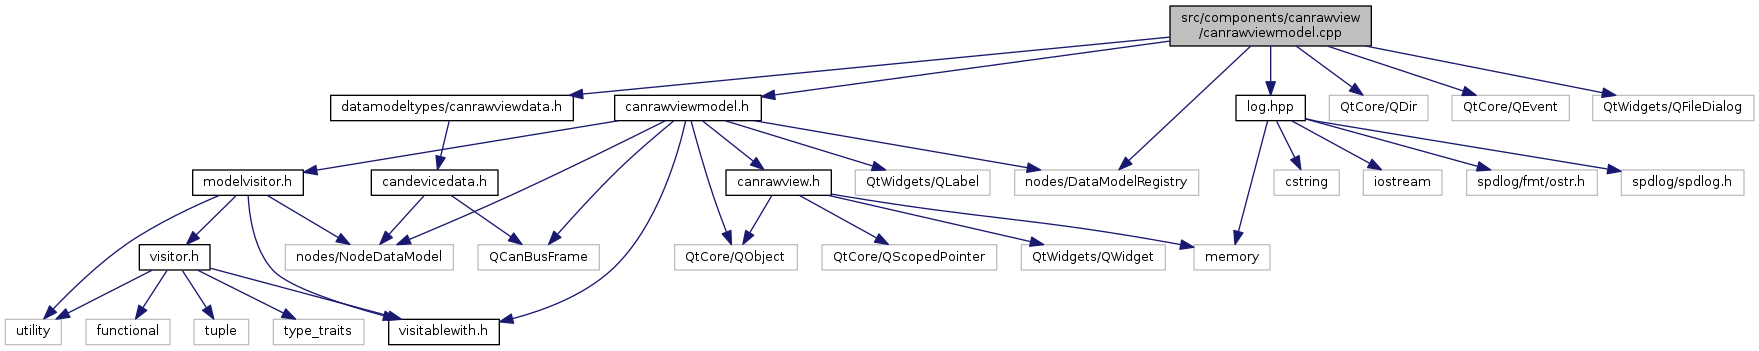 src/components/canrawview
/canrawviewmodel.cpp
datamodeltypes/canrawviewdata.h
canrawviewmodel.h
log.hpp
QtCore/QDir
QtCore/QEvent
QtWidgets/QFileDialog
modelvisitor.h
candevicedata.h
canrawview.h
QtWidgets/QLabel
nodes/DataModelRegistry
cstring
iostream
spdlog/fmt/ostr.h
spdlog/spdlog.h
visitor.h
nodes/NodeDataModel
QCanBusFrame
QtCore/QObject
QtCore/QScopedPointer
QtWidgets/QWidget
memory
utility
functional
tuple
type_traits
visitablewith.h